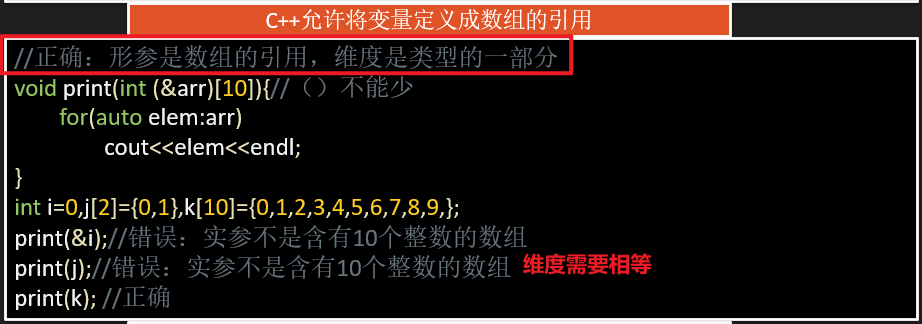 C++允许将变量定义成数组的引用
//正确：形参是数组的引用，维度是类型的一部分
void print(int (&arr)[10]){//（）不能少
for(auto elem:arr)
cout<<elem<<endl;
}
int i=0,j[2]={0,1},k[10]={0,1,2,3,4,5,6,7,8,9,};
print(&i);//错误：实参不是含有10个整数的数组
print(j);//错误：实参不是含有10个整数的数组 维度需要相等
print(k); //正确